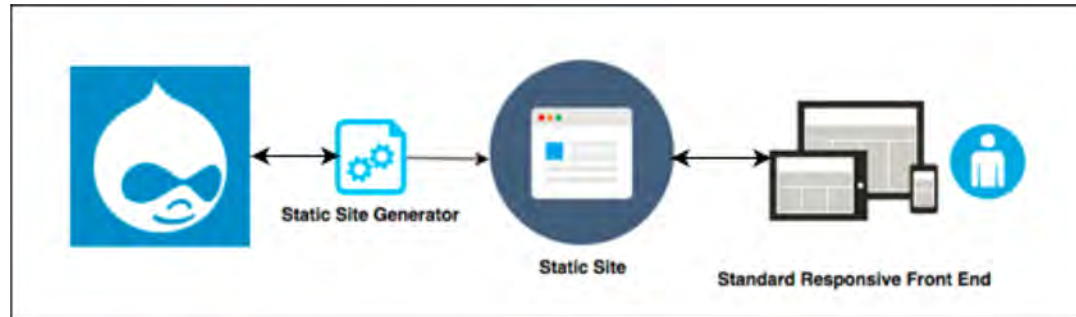 Static Site Generator
Static Site
Standard Responsive Front End